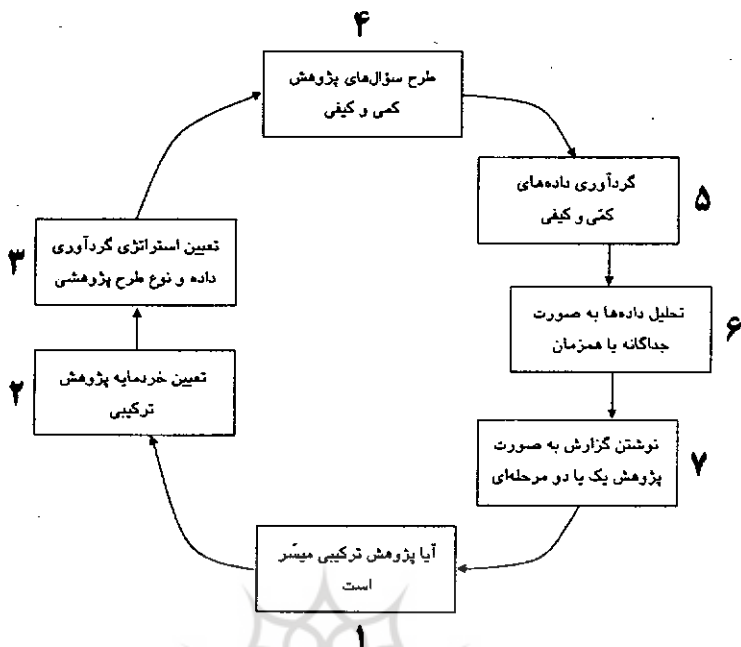 ۴
طرح سؤال‌های پژوهش
کمی و کیفی
گردآوری داده‌های
کمّی و کیفی
۵
تعیین استراتژی گردآوری
داده و نوع طرح پژوهشی
۳
تحلیل داده‌ها به صورت
جداگانه یا همزمان
۶
تعیین خردمایه پژوهش
ترکیبی
۲
نوشتن گزارش به صورت
پژوهش یک یا دو مرحله‌ای
۷
آیا پژوهش ترکیبی میسّر
است
۱